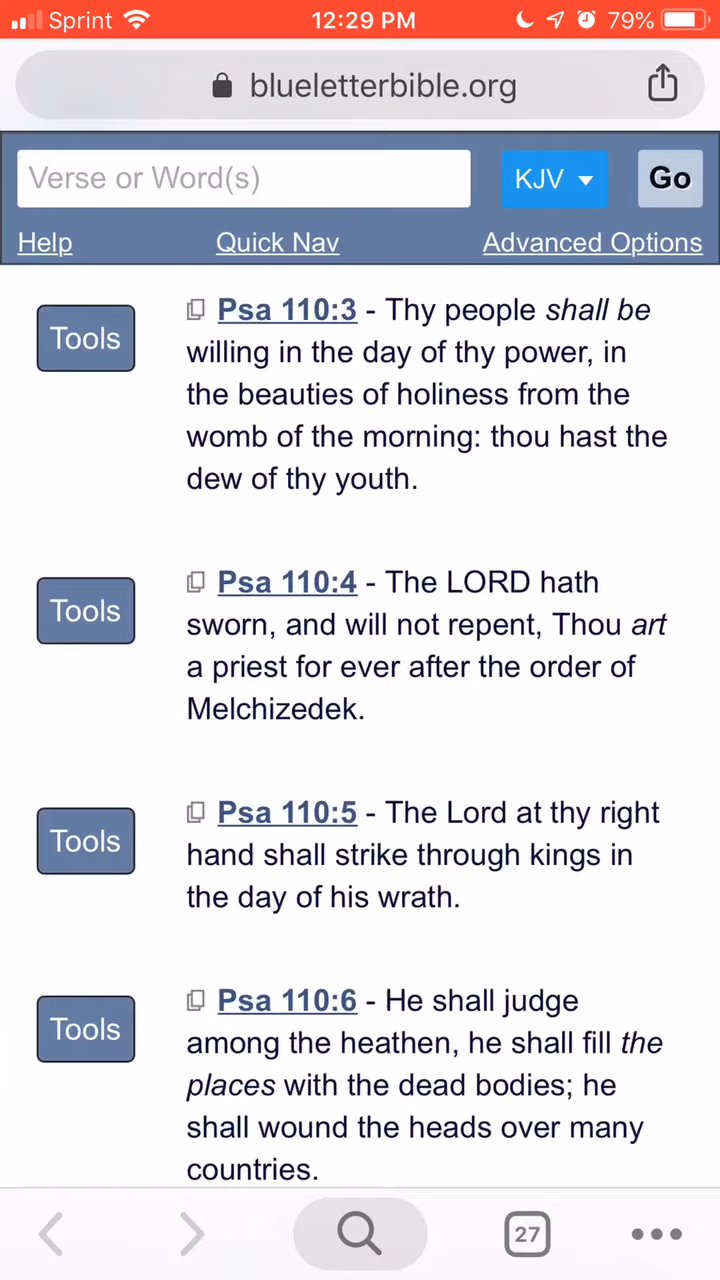 Sprint 12:29 PM 79%
blueletterbible.org
Verse or Word(s) KJV Go
Help Quick Nav Advanced Options
Tools
Psa 110:3 - Thy people shall be
willing in the day of thy power, in
the beauties of holiness from the
womb of the morning: thou hast the
dew of thy youth.
Tools
Psa 110:4 - The LORD hath
sworn, and will not repent, Thou art
a priest for ever after the order of
Melchizedek.
Tools
Psa 110:5 - The Lord at thy right
hand shall strike through kings in
the day of his wrath.
Tools
Psa 110:6 - He shall judge
among the heathen, he shall fill the
places with the dead bodies; he
shall wound the heads over many
countries.
27